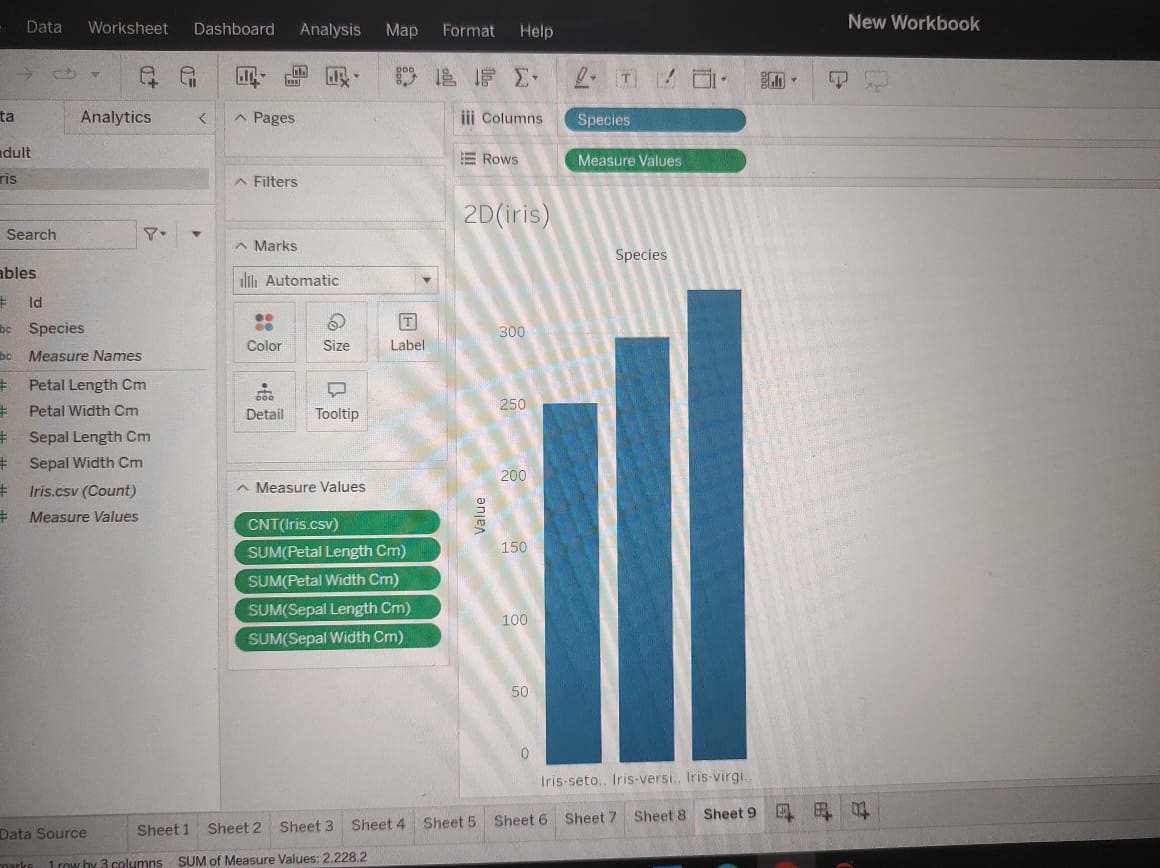 Data Worksheet Dashboard Analysis Map Format Help
New Workbook
ta
Analytics
Pages
Columns
Species
Rows
Measure Values
dult
ris
Filters
Search
Marks
Automatic
Color
Size
Label
Detail
Tooltip
bles
Id
Species
Measure Names
Petal Length Cm
Petal Width Cm
Sepal Length Cm
Sepal Width Cm
Iris.csv (Count)
Measure Values
Measure Values
CNT(Iris.csv)
SUM(Petal Length Cm)
SUM(Petal Width Cm)
SUM(Sepal Length Cm)
SUM(Sepal Width Cm)
2D(iris)
Species
Value
300
250
200
150
100
50
0
Iris-seto.. Iris-versi.. Iris-virgi..
Data Source
Sheet 1 Sheet 2 Sheet 3 Sheet 4 Sheet 5 Sheet 6 Sheet 7 Sheet 8 Sheet 9
marks 1 row by 3 columns SUM of Measure Values: 2,228.2